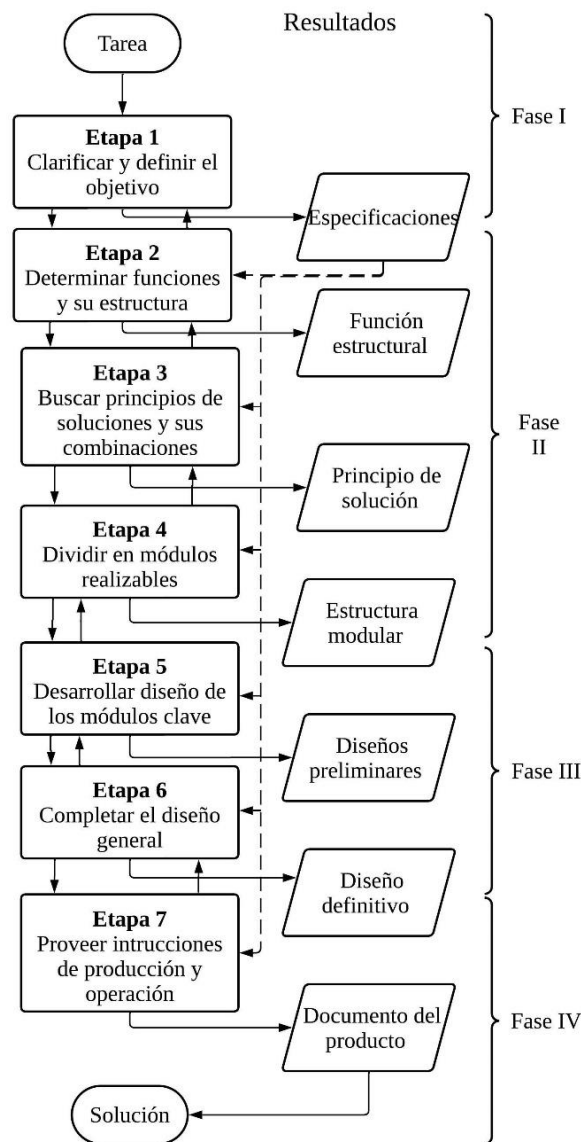 Resultados
Tarea
Fase I
Etapa 1
Clarificar y definir el
objetivo
Especificaciones
Etapa 2
Determinar funciones
y su estructura
Función
estructural
Etapa 3
Buscar principios de
soluciones y sus
combinaciones
Fase
II
Principio de
solución
Etapa 4
Dividir en módulos
realizables
Estructura
modular
Etapa 5
Desarrollar diseño de
los módulos clave
Diseños
preliminares
Fase III
Etapa 6
Completar el diseño
general
Diseño
definitivo
Etapa 7
Proveer intrucciones
de producción y
operación
Documento del
producto
Fase IV
Solución